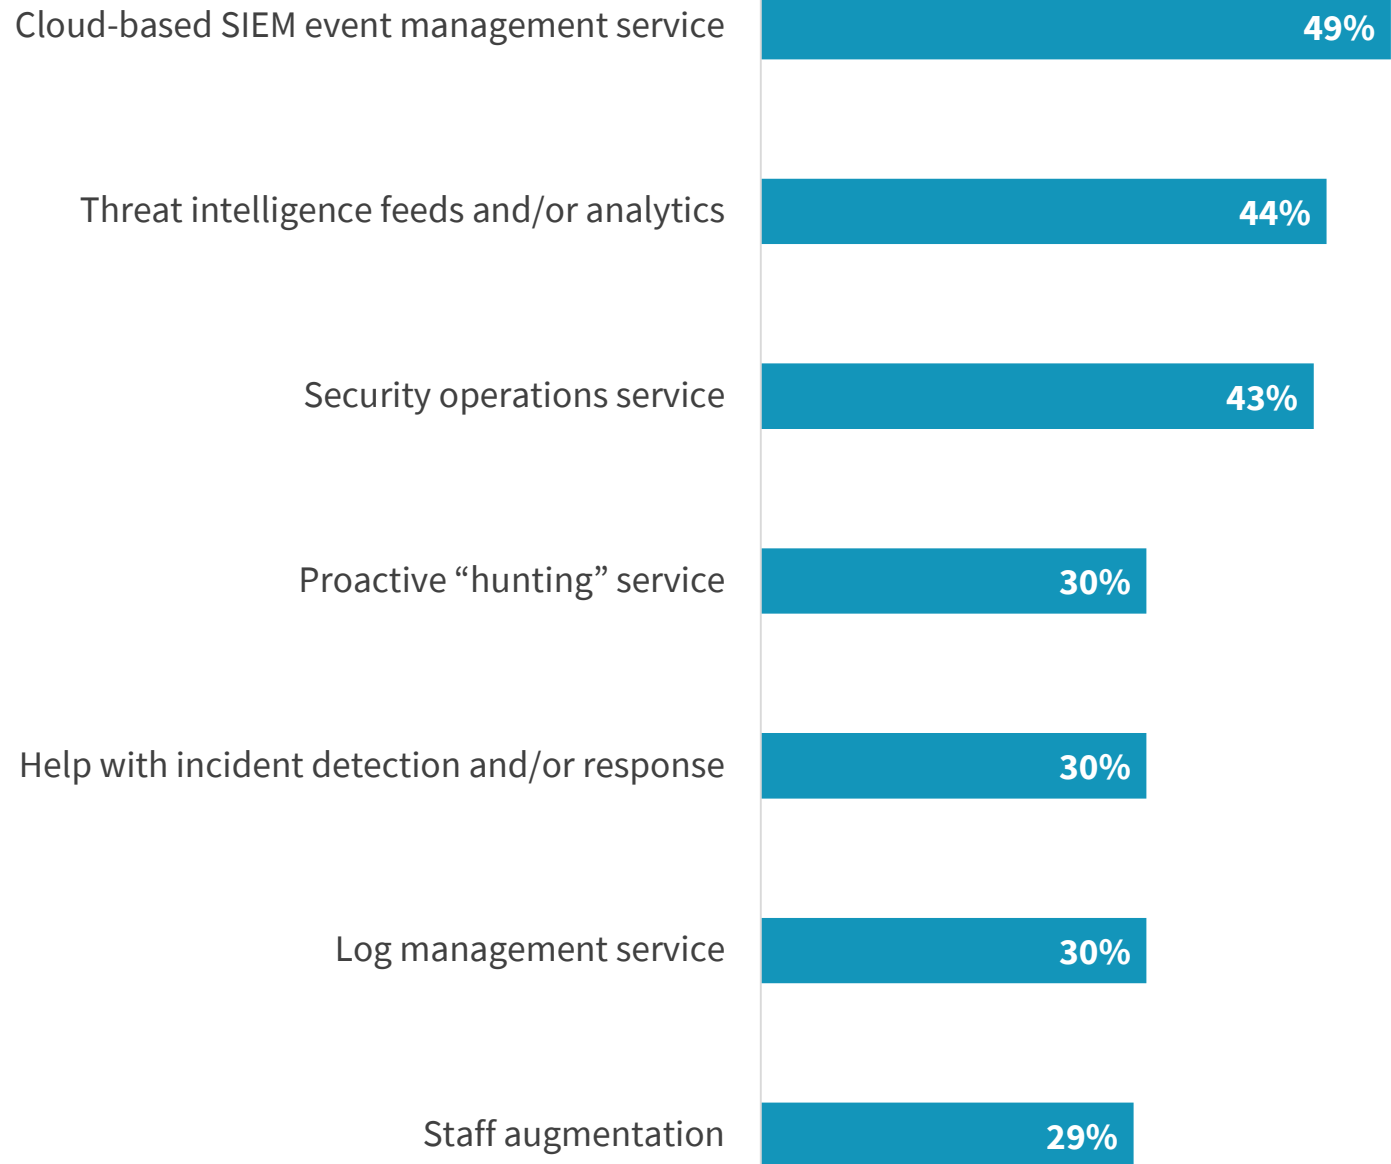 Cloud-based SIEM event management service 49%
Threat intelligence feeds and/or analytics 44%
Security operations service 43%
Proactive “hunting” service 30%
Help with incident detection and/or response 30%
Log management service 30%
Staff augmentation 29%